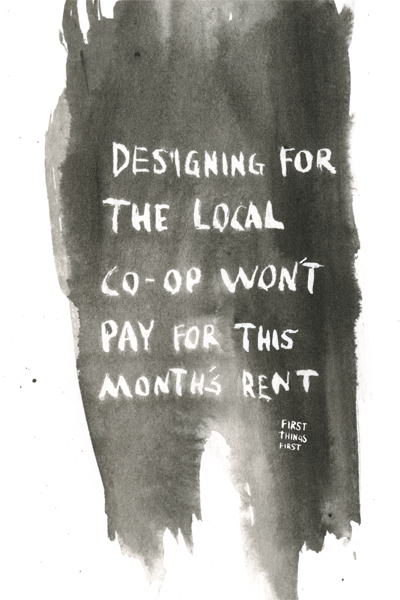 DESIGNING FOR
THE LOCAL
CO-OP WON'T
PAY FOR THIS
MONTH'S RENT
FIRST
THINGS
FIRST